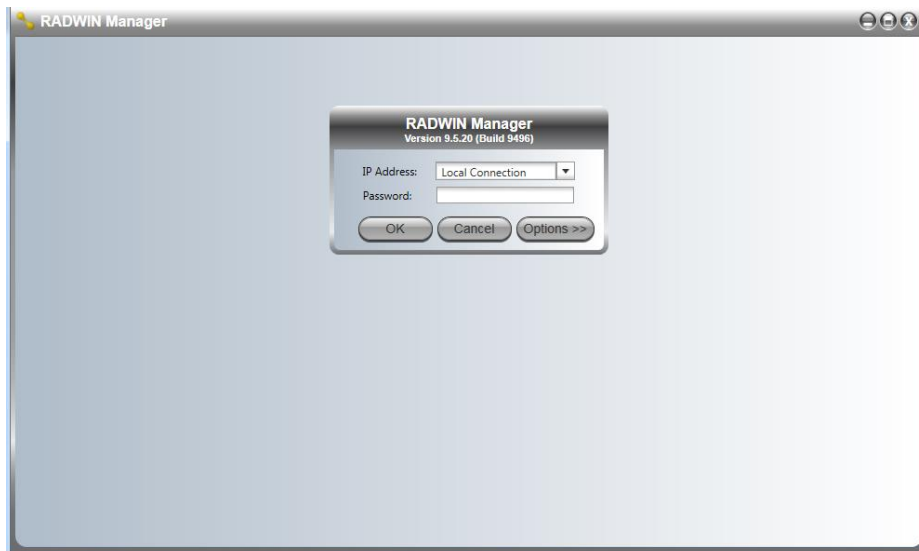 RADWIN Manager
RADWIN Manager
Version 9.5.20 (Build 9496)
IP Address: Local Connection
Password:
OK Cancel Options >>